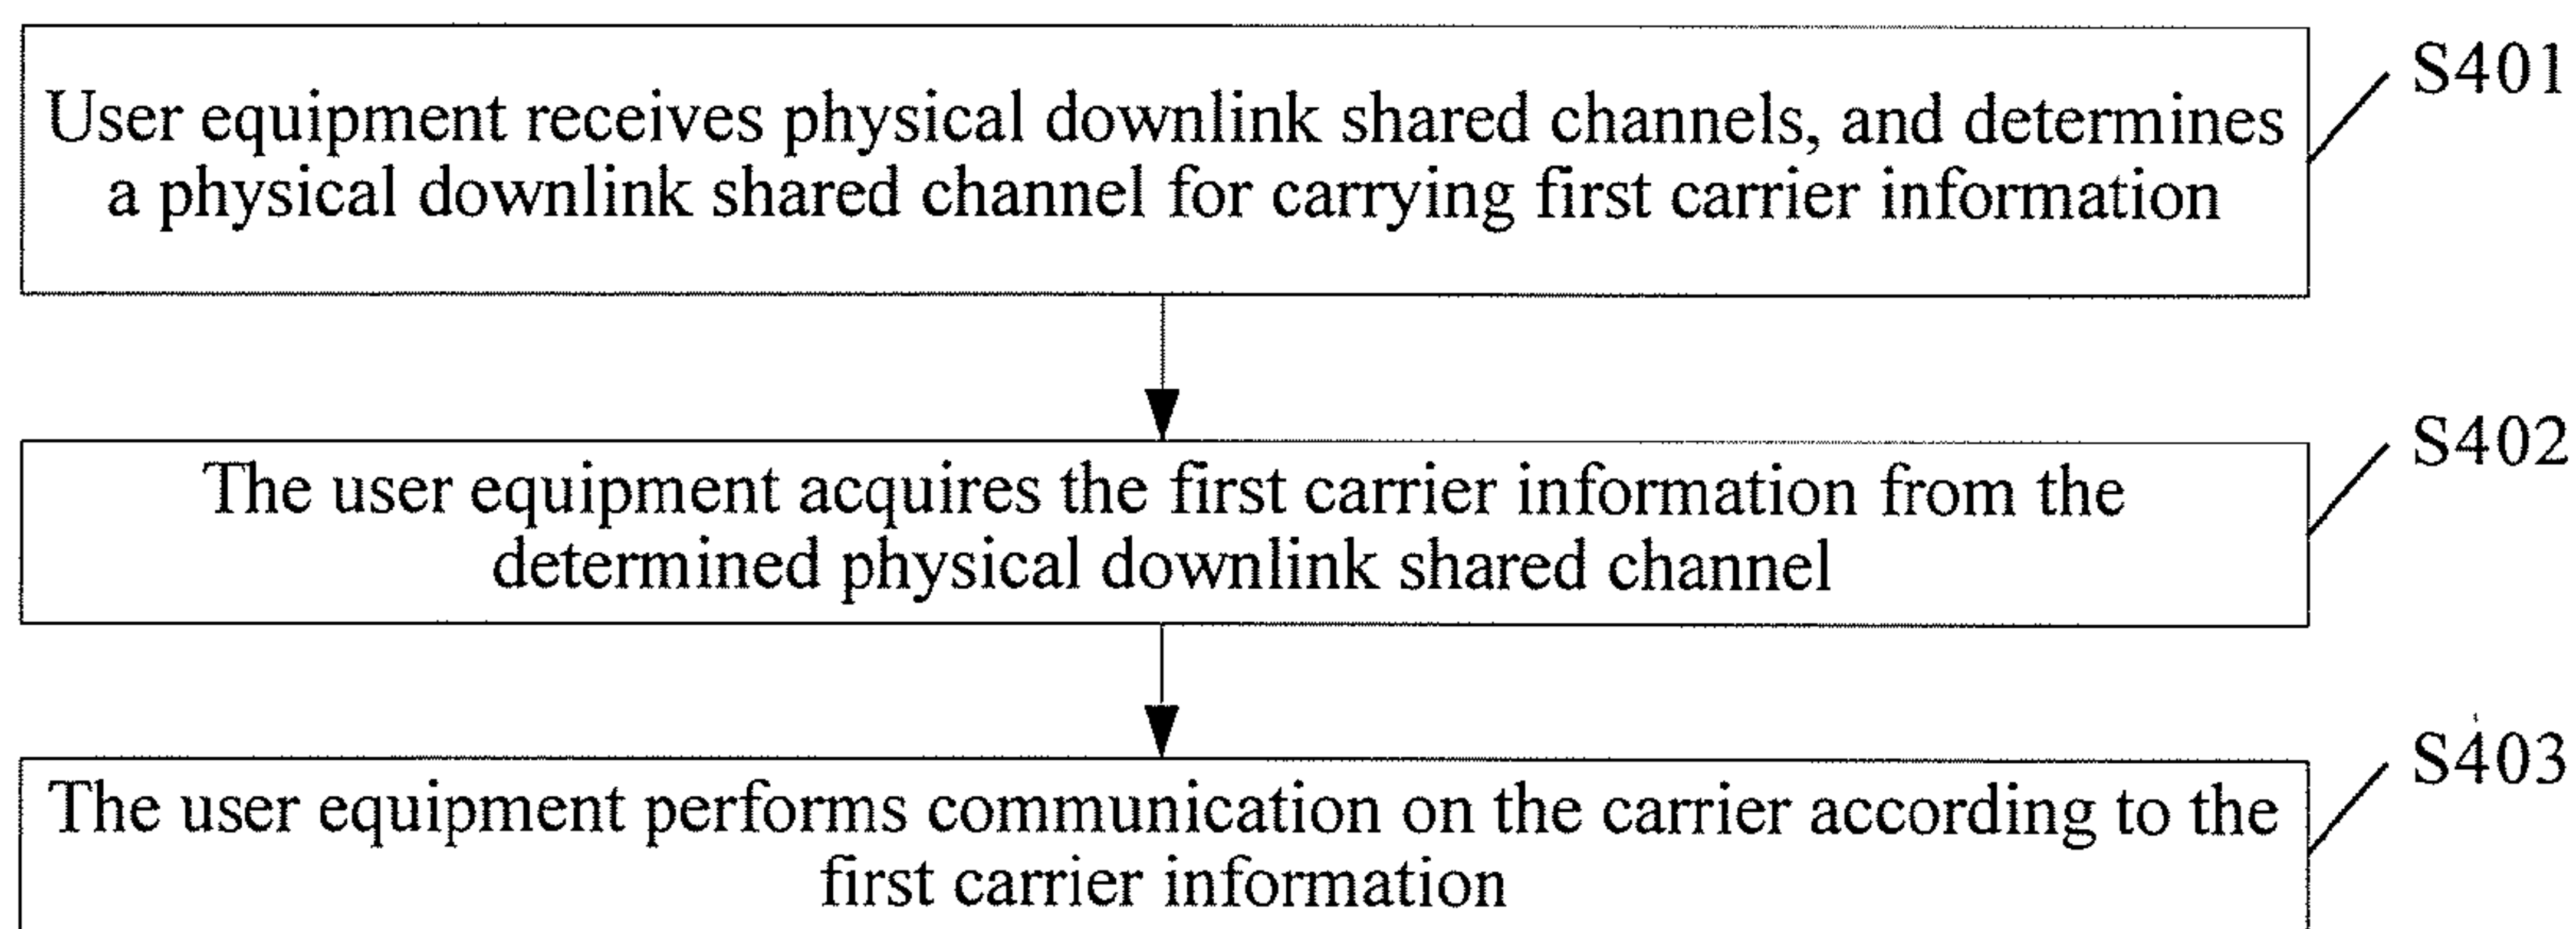 S401
User equipment receives physical downlink shared channels, and determines
a physical downlink shared channel for carrying first carrier information
S402
The user equipment acquires the first carrier information from the
determined physical downlink shared channel
S403
The user equipment performs communication on the carrier according to the
first carrier information